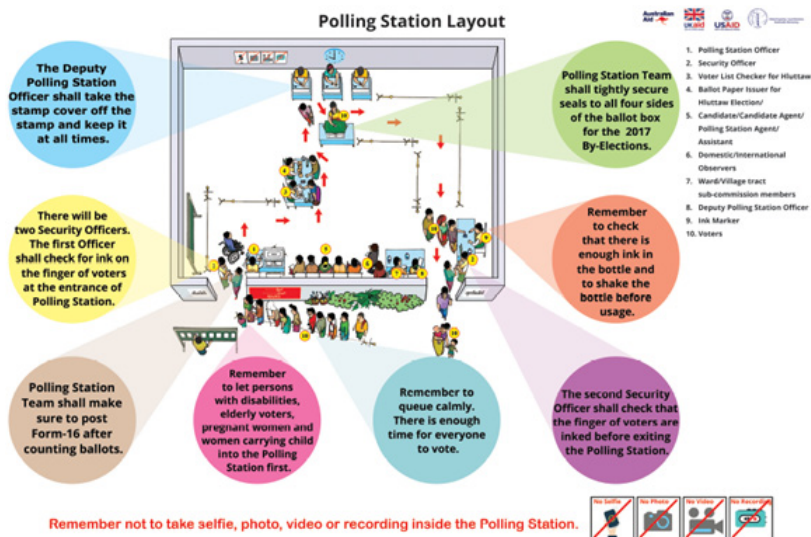 Polling Station Layout
Australian
Aid
UKaid
USAID
The Deputy
Polling Station
Officer shall take the
stamp cover off the
stamp and keep it
at all times.
Polling Station Team
shall tightly secure
seals to all four sides
of the ballot box
for the 2017
By-Elections.
1. Polling Station Officer
2. Security Officer
3. Voter List Checker for Hluttaw
4. Ballot Paper Issuer for
Hluttaw Election/
5. Candidate/Candidate Agent/
Polling Station Agent/
Assistant
6. Domestic/International
Observers
7. Ward/Village tract
sub-commission members
8. Deputy Polling Station Officer
9. Ink Marker
10. Voters
There will be
two Security Officers.
The first Officer
shall check for ink on
the finger of voters
at the entrance of
Polling Station.
Remember
to check
that there is
enough ink in
the bottle and
to shake the
bottle before
usage.
Polling Station
Team shall make
sure to post
Form-16 after
counting ballots.
Remember
to let persons
with disabilities,
elderly voters,
pregnant women and
women carrying child
into the Polling
Station first.
Remember to
queue calmly.
There is enough
time for everyone
to vote.
The second Security
Officer shall check that
the finger of voters are
inked before exiting
the Polling Station.
Remember not to take selfie, photo, video or recording inside the Polling Station.
No Selfie
No Photo
No Video
No Recording